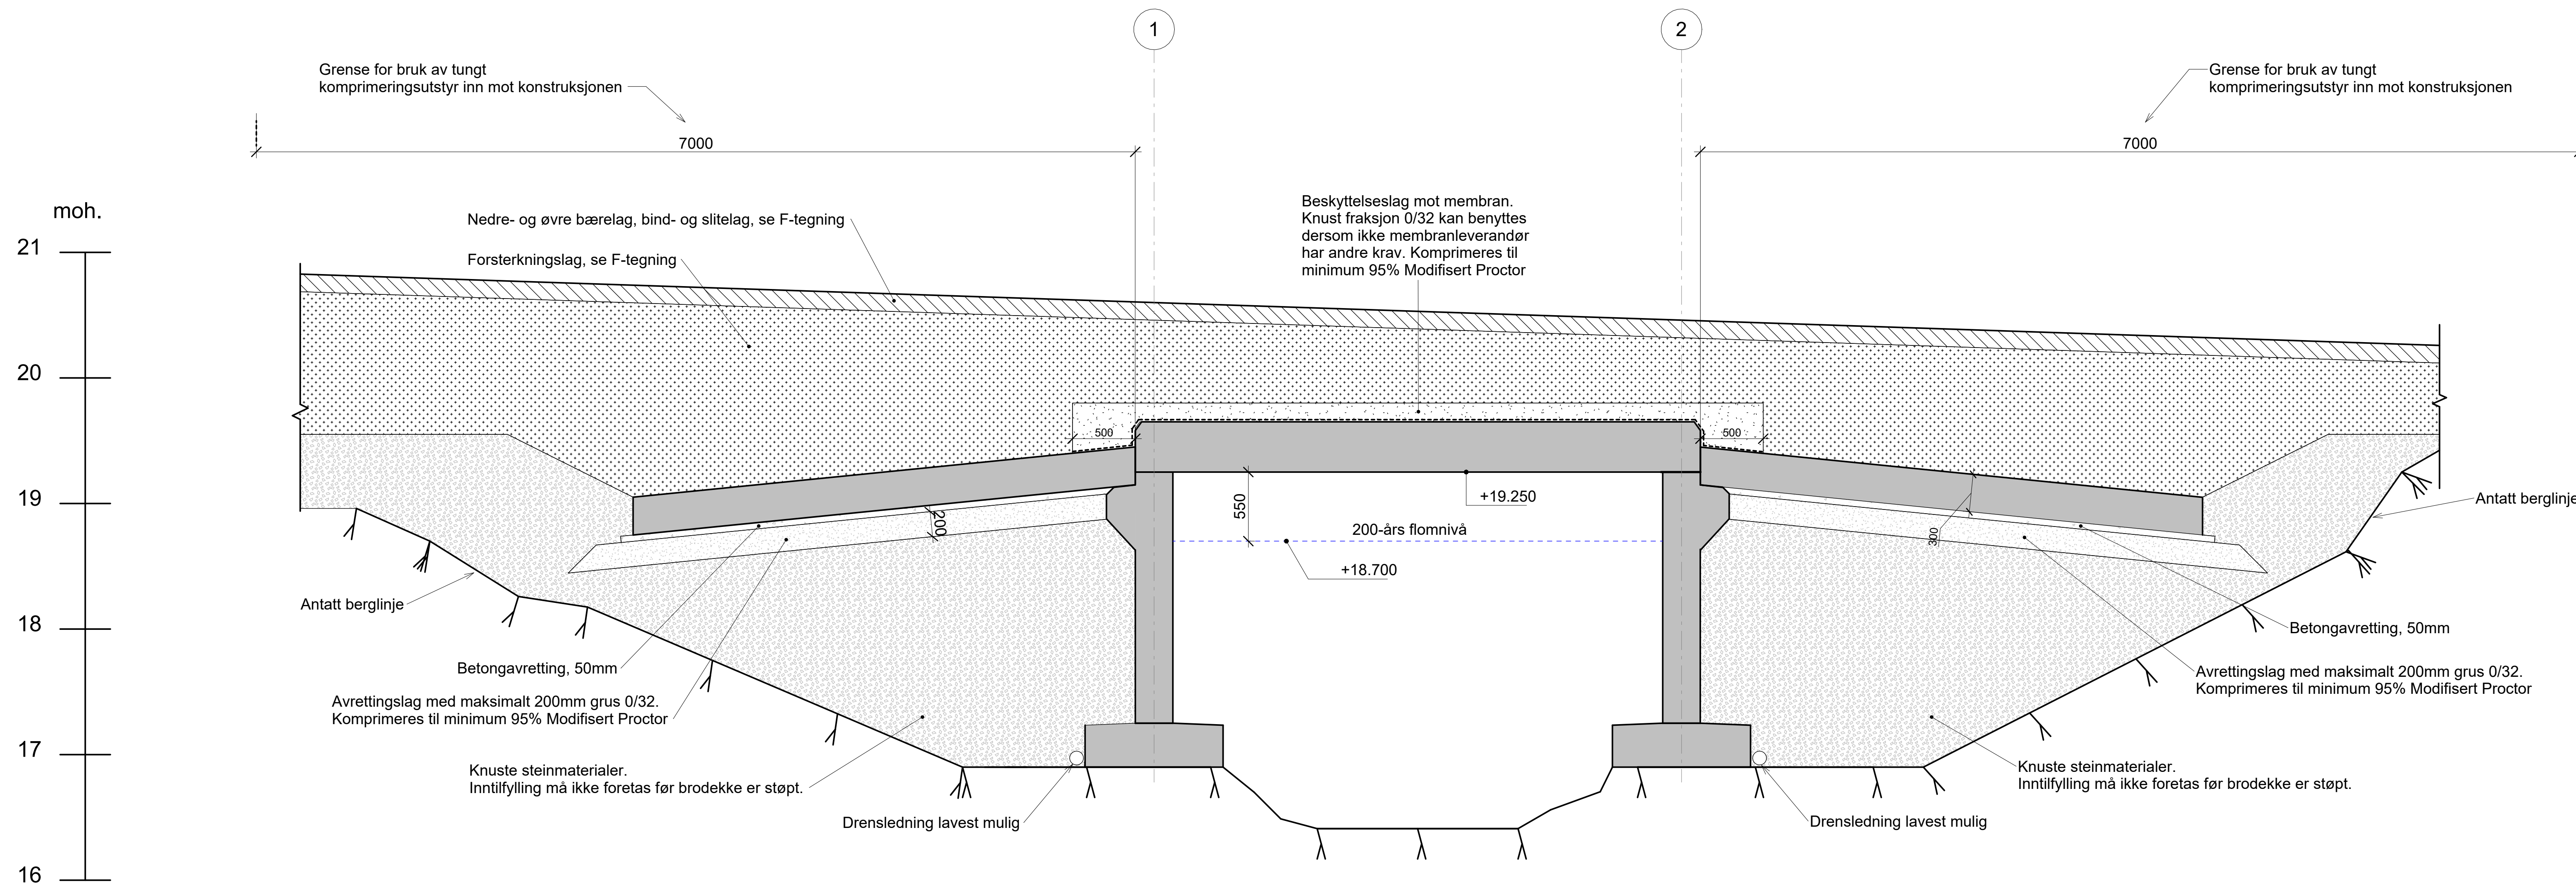 1
2
Grense for bruk av tungt
komprimeringsutstyr inn mot konstruksjonen
Grense for bruk av tungt
komprimeringsutstyr inn mot konstruksjonen
7000
7000
moh.
21
20
19
18
17
16
Nedre- og øvre bærelag, bind- og slitelag, se F-tegning
Forsterkningslag, se F-tegning
Beskyttelseslag mot membran.
Knust fraksjon 0/32 kan benyttes
dersom ikke membranleverandør
har andre krav. Komprimeres til
minimum 95% Modifisert Proctor
500
500
550
+19.250
200-års flomnivå
+18.700
200
300
Antatt berglinje
Antatt berglinje
Betongavretting, 50mm
Avrettingslag med maksimalt 200mm grus 0/32.
Komprimeres til minimum 95% Modifisert Proctor
Knuste steinmaterialer.
Inntilfylling må ikke foretas før brodekke er støpt.
Drensledning lavest mulig
Betongavretting, 50mm
Avrettingslag med maksimalt 200mm grus 0/32.
Komprimeres til minimum 95% Modifisert Proctor
Knuste steinmaterialer.
Inntilfylling må ikke foretas før brodekke er støpt.
Drensledning lavest mulig